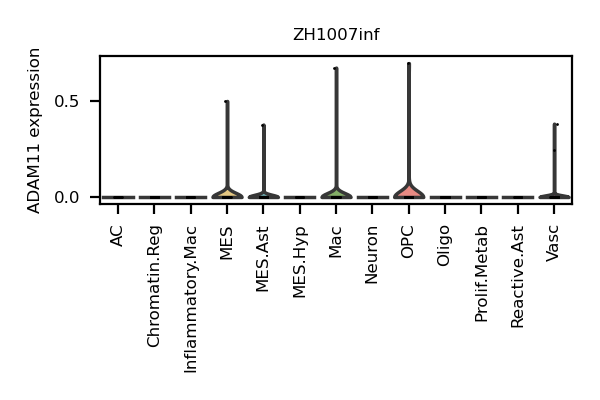 ZH1007inf
ADAM11 expression
0.5
0.0
AC
Chromatin.Reg
Inflammatory.Mac
MES
MES.Ast
MES.Hyp
Mac
Neuron
OPC
Oligo
Prolif.Metab
Reactive.Ast
Vasc